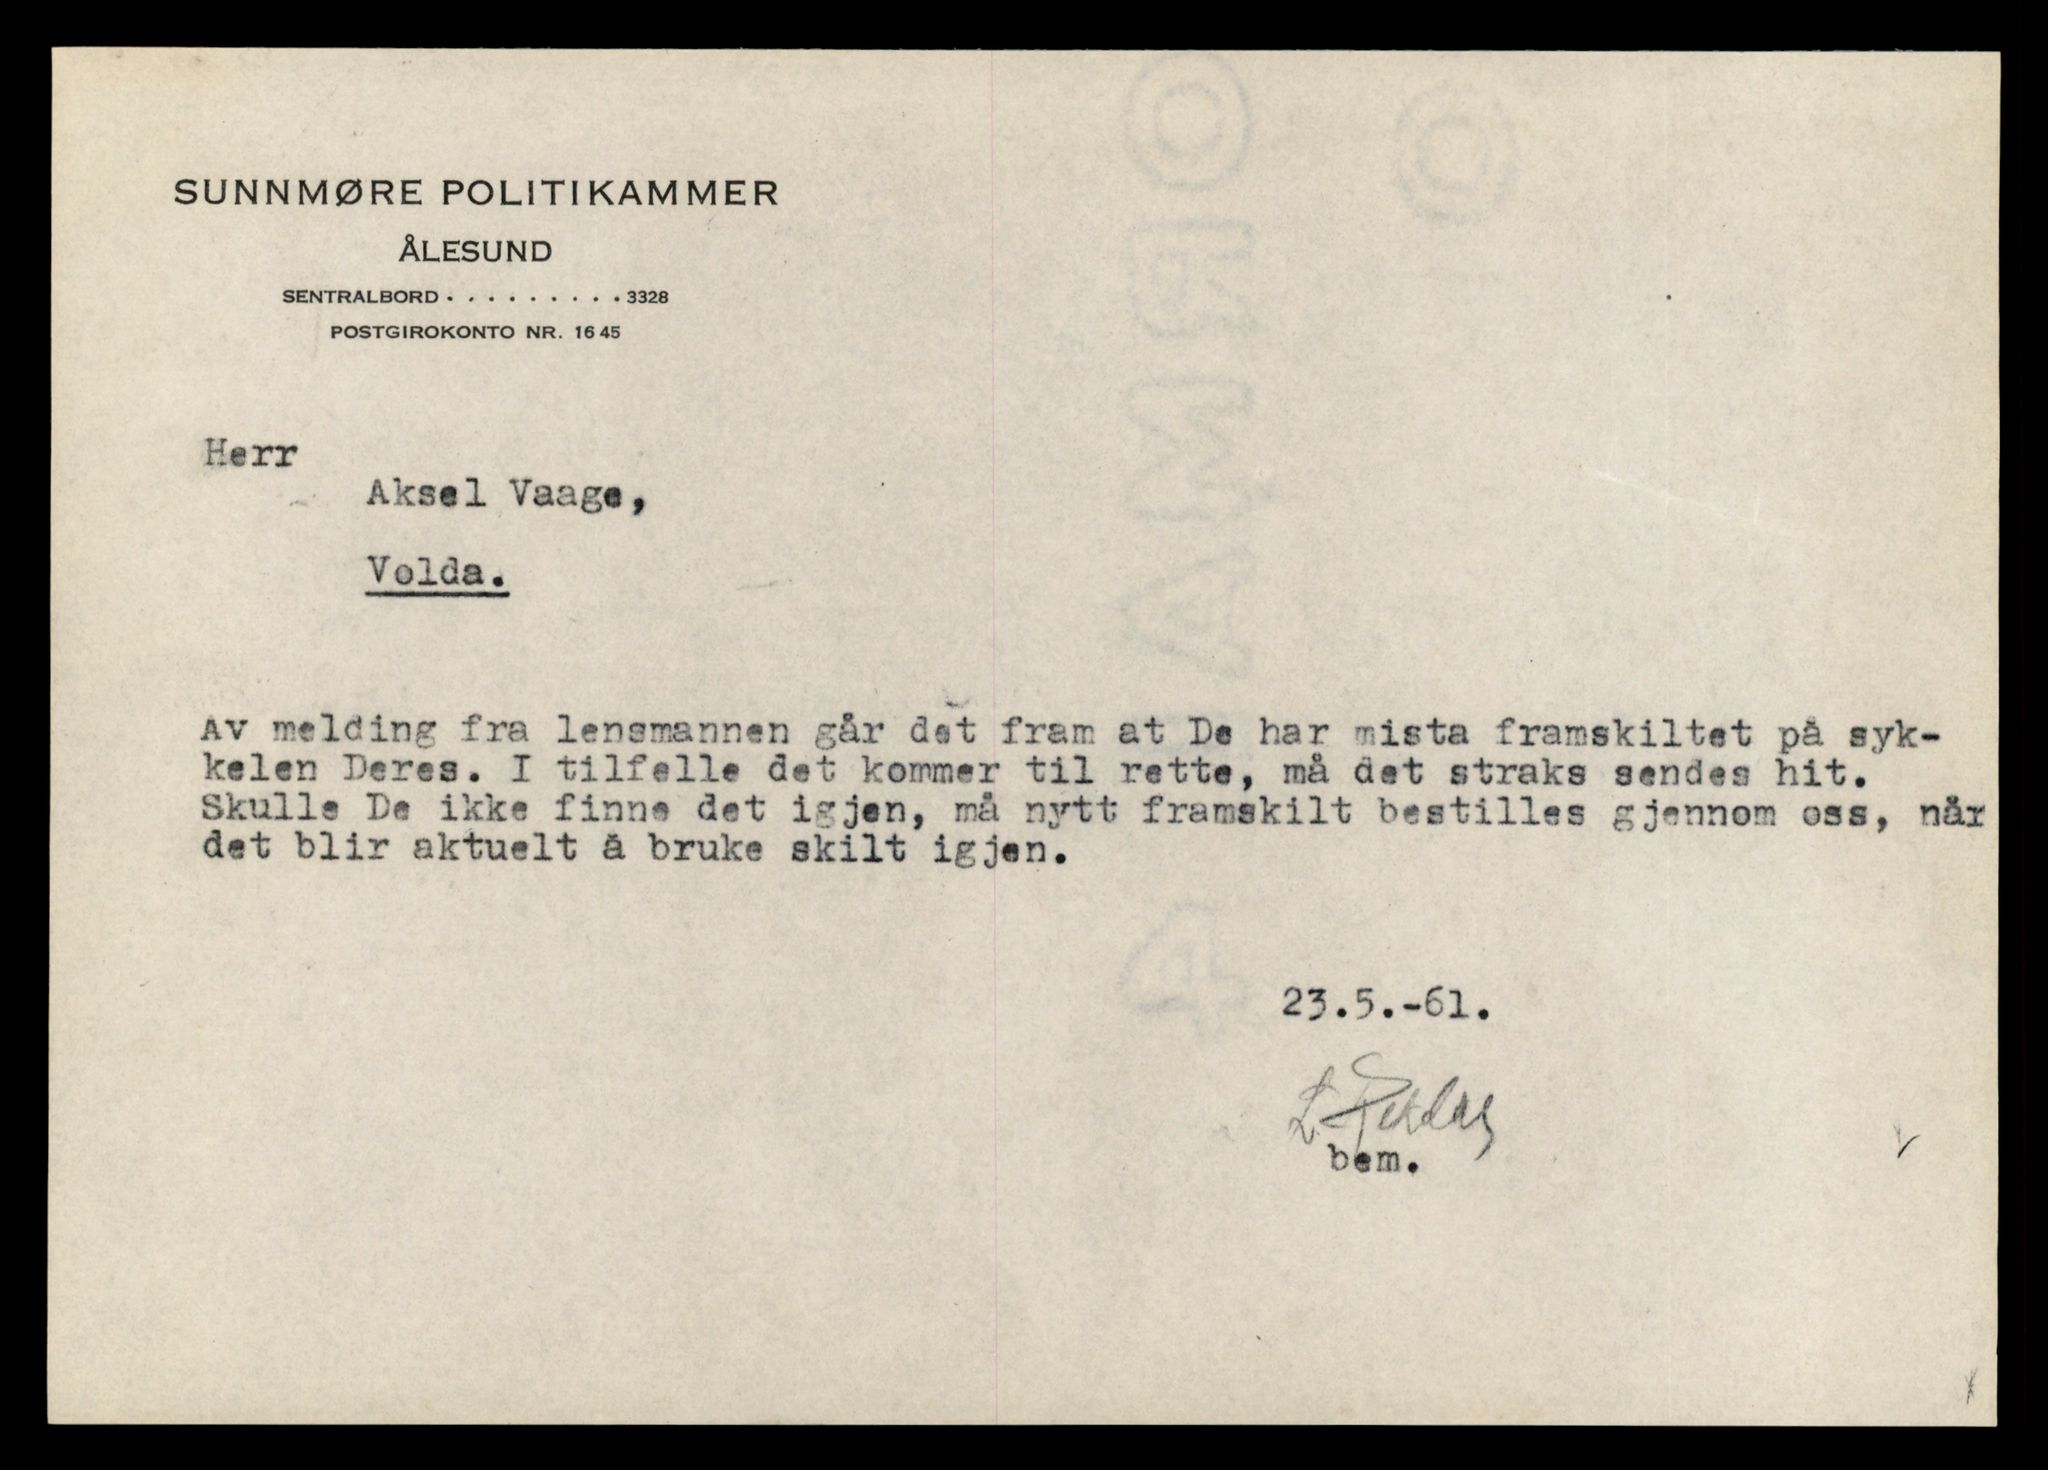 SUNNMØRE POLITIKAMMER
ÅLESUND
SENTRALBORD . . . . . . . . . 3328
POSTGIROKONTO NR. 1645
Herr
Aksel Vaage,
Volda.
Av melding fra lensmannen går det fram at De har mista framskiltet på syk-
kelen Deres. I tilfelle det kommer til rette, må det straks sendes hit.
Skulle De ikke finne det igjen, må nytt framskilt bestilles gjennom oss, når
det blir aktuelt å bruke skilt igjen.
23.5.-61.
bem.